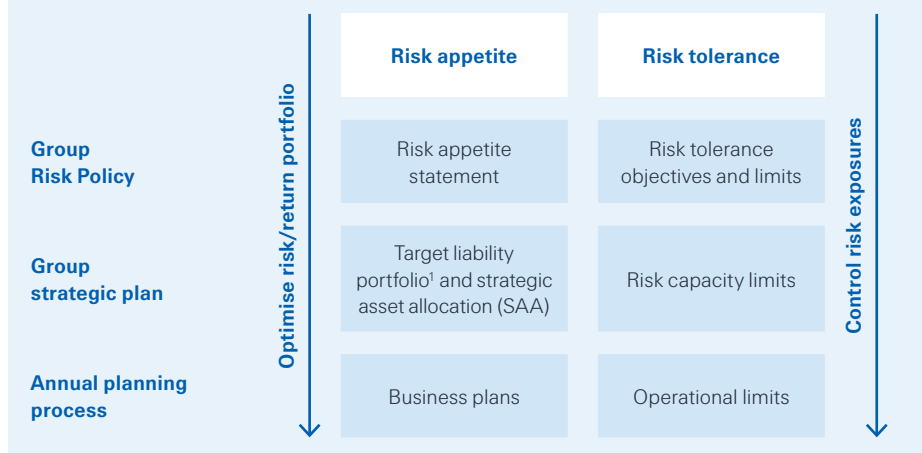 Risk appetite
Risk tolerance
Optimise risk/return portfolio
Control risk exposures
Group
Risk Policy
Risk appetite
statement
Risk tolerance
objectives and limits
Group
strategic plan
Target liability
portfolio¹ and strategic
asset allocation (SAA)
Risk capacity limits
Annual planning
process
Business plans
Operational limits